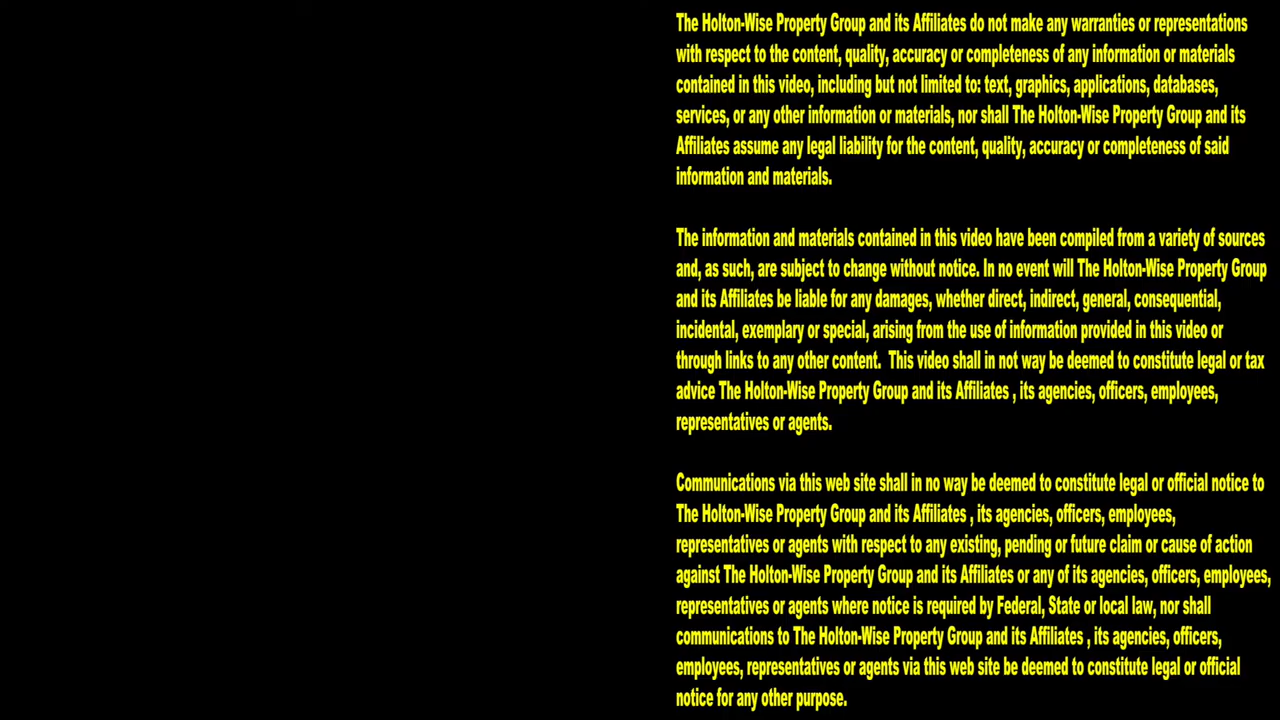 The Holton-Wise Property Group and its Affiliates do not make any warranties or representations
with respect to the content, quality, accuracy or completeness of any information or materials
contained in this video, including but not limited to: text, graphics, applications, databases,
services, or any other information or materials, nor shall The Holton-Wise Property Group and its
Affiliates assume any legal liability for the content, quality, accuracy or completeness of said
information and materials.

The information and materials contained in this video have been compiled from a variety of sources
and, as such, are subject to change without notice. In no event will The Holton-Wise Property Group
and its Affiliates be liable for any damages, whether direct, indirect, general, consequential,
incidental, exemplary or special, arising from the use of information provided in this video or
through links to any other content.  This video shall in not way be deemed to constitute legal or tax
advice The Holton-Wise Property Group and its Affiliates , its agencies, officers, employees,
representatives or agents.

Communications via this web site shall in no way be deemed to constitute legal or official notice to
The Holton-Wise Property Group and its Affiliates , its agencies, officers, employees,
representatives or agents with respect to any existing, pending or future claim or cause of action
against The Holton-Wise Property Group and its Affiliates or any of its agencies, officers, employees,
representatives or agents where notice is required by Federal, State or local law, nor shall
communications to The Holton-Wise Property Group and its Affiliates , its agencies, officers,
employees, representatives or agents via this web site be deemed to constitute legal or official
notice for any other purpose.